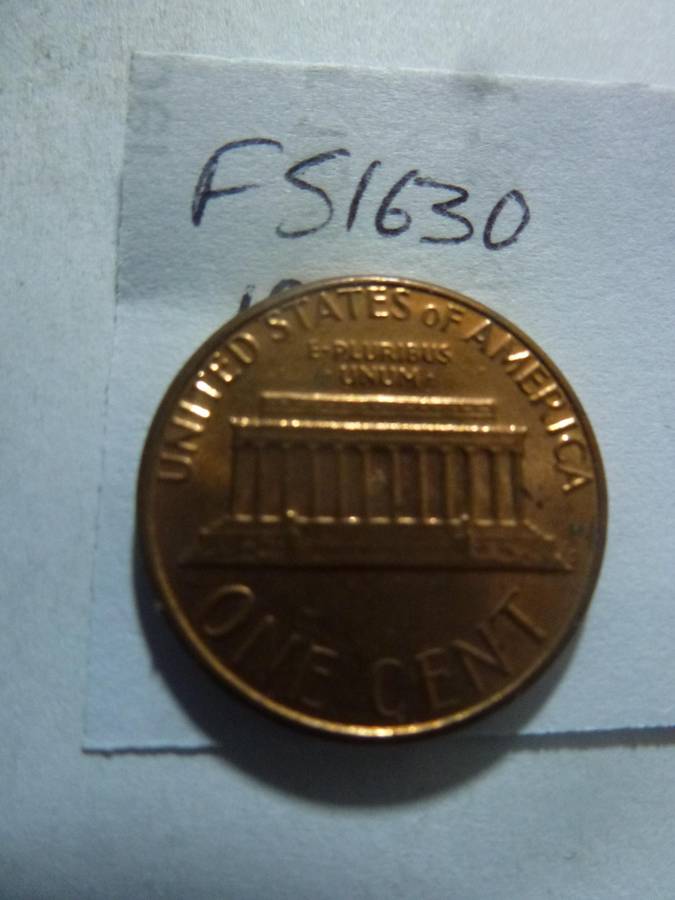 FS1630
UNITED STATES OF AMERICA
E·PLURIBUS
UNUM
ONE CENT